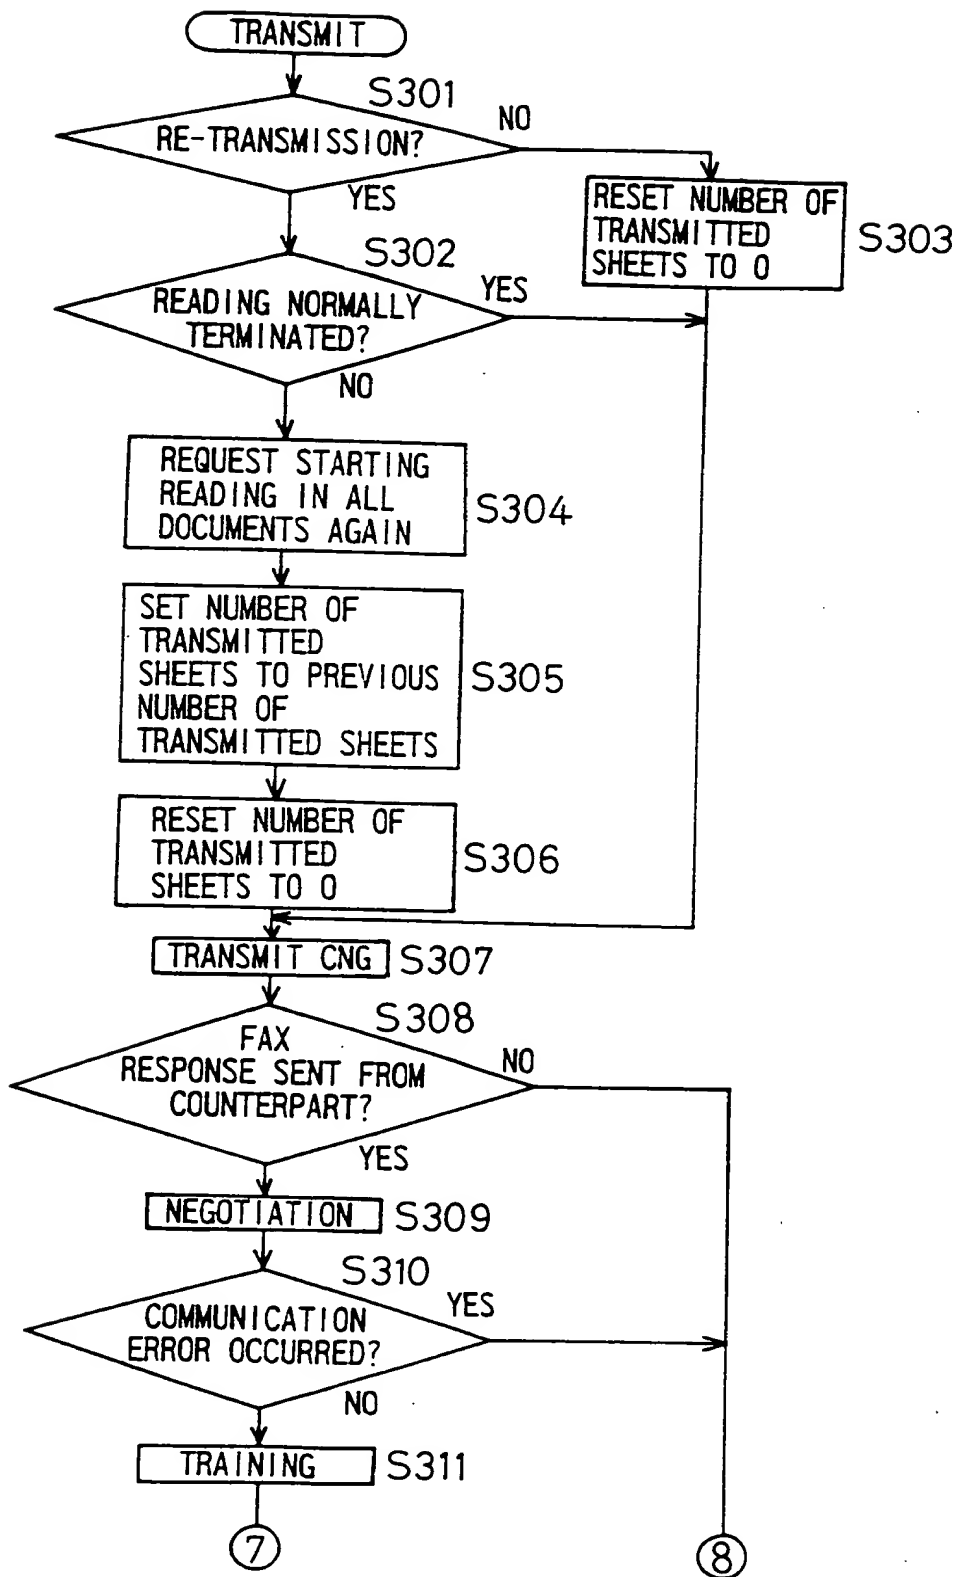 TRANSMIT
S301
RE-TRANSMISSION?
NO
YES
RESET NUMBER OF
TRANSMITTED
SHEETS TO 0
S303
S302
READING NORMALLY
TERMINATED?
YES
NO
REQUEST STARTING
READING IN ALL
DOCUMENTS AGAIN
S304
SET NUMBER OF
TRANSMITTED
SHEETS TO PREVIOUS
NUMBER OF
TRANSMITTED SHEETS
S305
RESET NUMBER OF
TRANSMITTED
SHEETS TO 0
S306
TRANSMIT CNG
S307
S308
FAX
RESPONSE SENT FROM
COUNTERPART?
NO
YES
NEGOTIATION
S309
S310
COMMUNICATION
ERROR OCCURRED?
YES
NO
TRAINING
S311
7
8